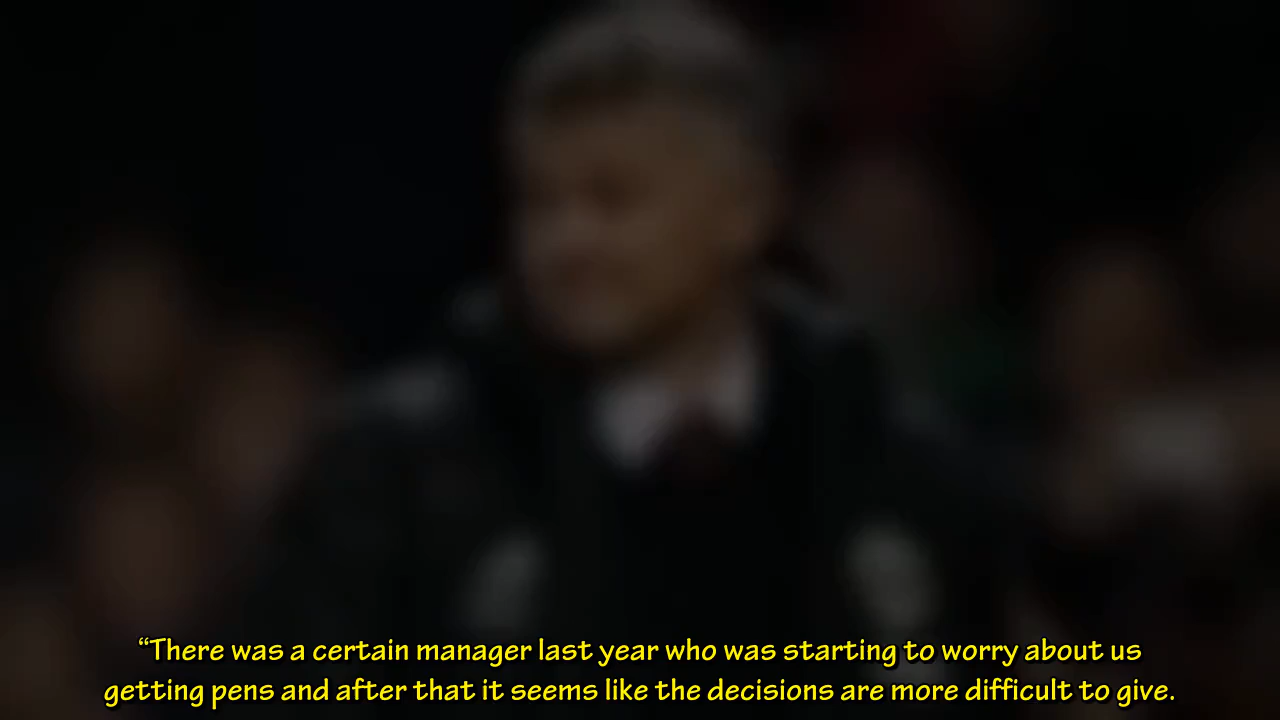 “There was a certain manager last year who was starting to worry about us
getting pens and after that it seems like the decisions are more difficult to give.